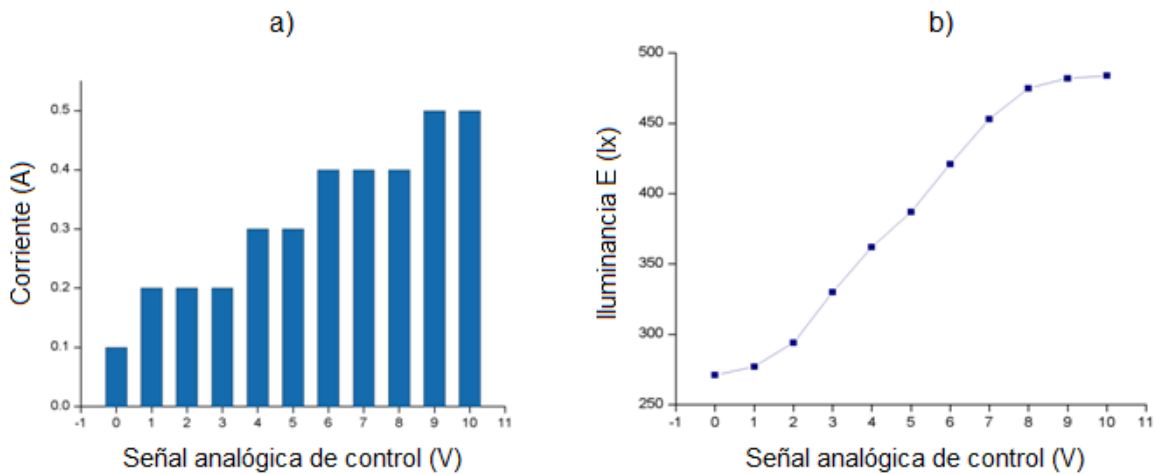 a)
Corriente (A)
0.5
0.4
0.3
0.2
0.1
0.0
-1 0 1 2 3 4 5 6 7 8 9 10 11
Señal analógica de control (V)
b)
Iluminancia E (lx)
500
450
400
350
300
250
-1 0 1 2 3 4 5 6 7 8 9 10 11
Señal analógica de control (V)